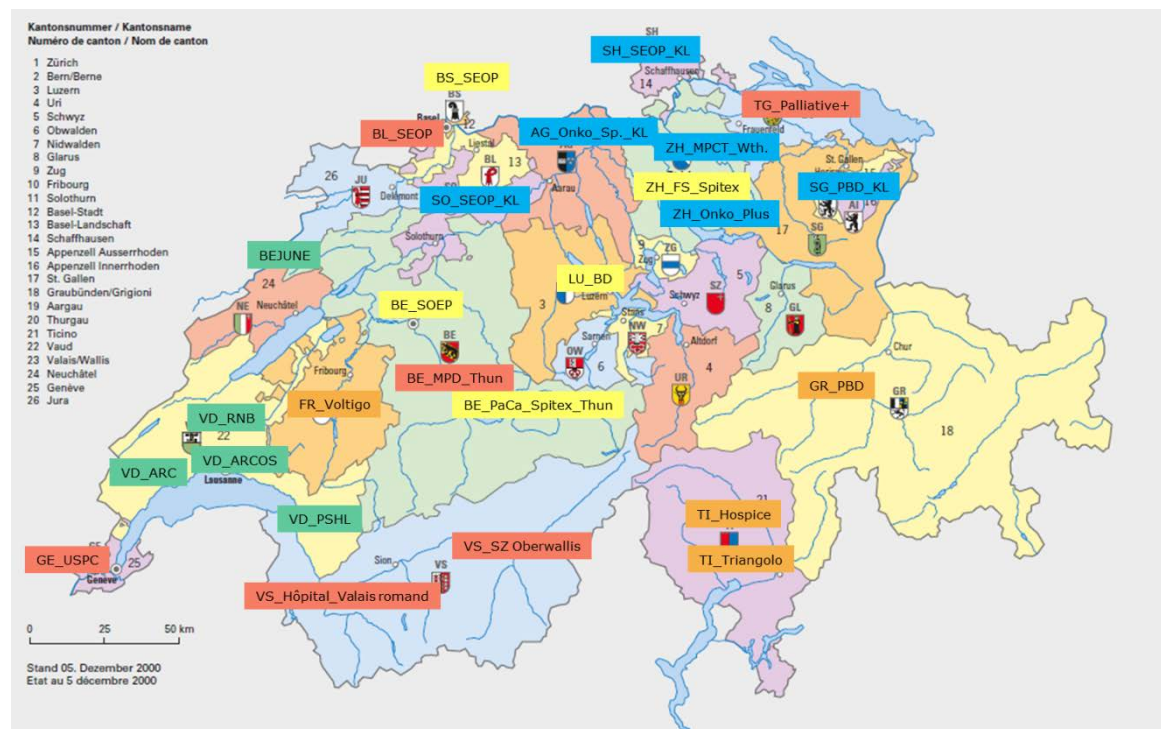 Kantonsnummer / Kantonsname
Numéro de canton / Nom de canton
1 Zürich
2 Bern/Berne
3 Luzern
4 Uri
5 Schwyz
6 Obwalden
7 Nidwalden
8 Glarus
9 Zug
10 Fribourg
11 Solothurn
12 Basel-Stadt
13 Basel-Landschaft
14 Schaffhausen
15 Appenzell Ausserrhoden
16 Appenzell Innerrhoden
17 St. Gallen
18 Graubünden/Grigioni
19 Aargau
20 Thurgau
21 Ticino
22 Vaud
23 Valais/Wallis
24 Neuchâtel
25 Genève
26 Jura
SH
SH_SEOP_KL
Schaffhausen
14
BS_SEOP
BS
Basel
12
TG_Palliative+
Frauenfeld
BL_SEOP
AG_Onko_Sp._KL
ZH_MPCT_Wth.
Liestal
BL
13
Aarau
St. Gallen
26
JU
Delémont
SO_SEOP_KL
ZH_FS_Spitex
SG_PBD_KL
AI
16
ZH_Onko_Plus
17
SG
Solothurn
BEJUNE
9
ZG
Zug
24
NE
Neuchâtel
LU_BD
Luzern
3
5
SZ
Schwyz
Glarus
8
GL
BE_SOEP
BE
Stans
NW
7
Sarnen
OW
6
Altdorf
UR
4
Chur
Fribourg
BE_MPD_Thun
GR_PBD
GR
18
FR_Voltigo
BE_PaCa_Spitex_Thun
VD_RNB
22
VD_ARC
VD_ARCOS
Lausanne
VD_PSHL
TI_Hospice
21
GE_USPC
Genève
25
VS_SZ Oberwallis
TI_Triangolo
Sion
VS
VS_Hôpital_Valais romand
0 25 50 km
Stand 05. Dezember 2000
Etat au 5 décembre 2000